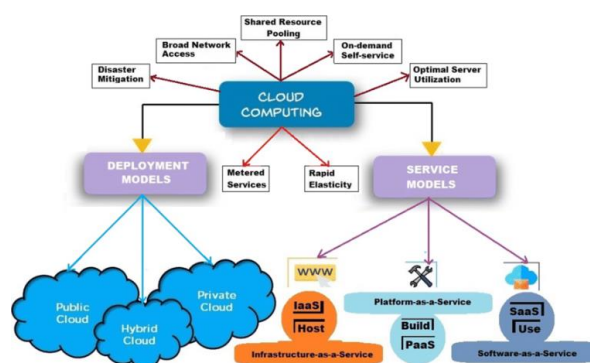 Shared Resource
Pooling
Broad Network
Access
On-demand
Self-service
Disaster
Mitigation
Optimal Server
Utilization
CLOUD
COMPUTING
DEPLOYMENT
MODELS
Metered
Services
Rapid
Elasticity
SERVICE
MODELS
Public
Cloud
Hybrid
Cloud
Private
Cloud
WWW
IaaS
Host
Infrastructure-as-a-Service
Platform-as-a-Service
Build
PaaS
SaaS
Use
Software-as-a-Service